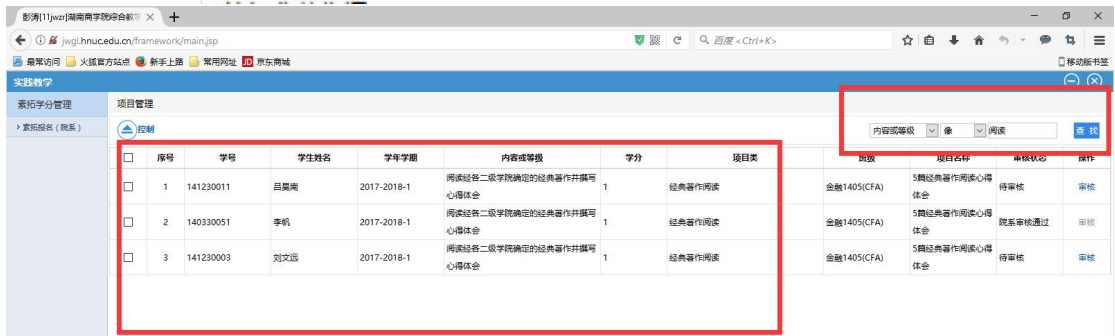 彭涛[11jwzr]湖南商学院综合教务
jwgl.hnuc.edu.cn/framework/main.jsp
百度 <Ctrl+K>
最常访问 火狐官方站点 新手上路 常用网址 JD 京东商城 移动版书签
实践教学
素拓学分管理
项目管理
> 素拓报名（院系）
控制
内容或等级 像 阅读 查 找
序号 学号 学生姓名 学年学期 内容或等级 学分 项目类 班级 项目名称 审核状态 操作
1 141230011 吕昊南 2017-2018-1 阅读经各二级学院确定的经典著作并撰写 1 经典著作阅读 金融1405(CFA) 5篇经典著作阅读心得 待审核 审核
心得体会 体会
2 140330051 李帆 2017-2018-1 阅读经各二级学院确定的经典著作并撰写 1 经典著作阅读 金融1405(CFA) 5篇经典著作阅读心得 院系审核通过 审核
心得体会 体会
3 141230003 刘文远 2017-2018-1 阅读经各二级学院确定的经典著作并撰写 1 经典著作阅读 金融1405(CFA) 5篇经典著作阅读心得 待审核 审核
心得体会 体会